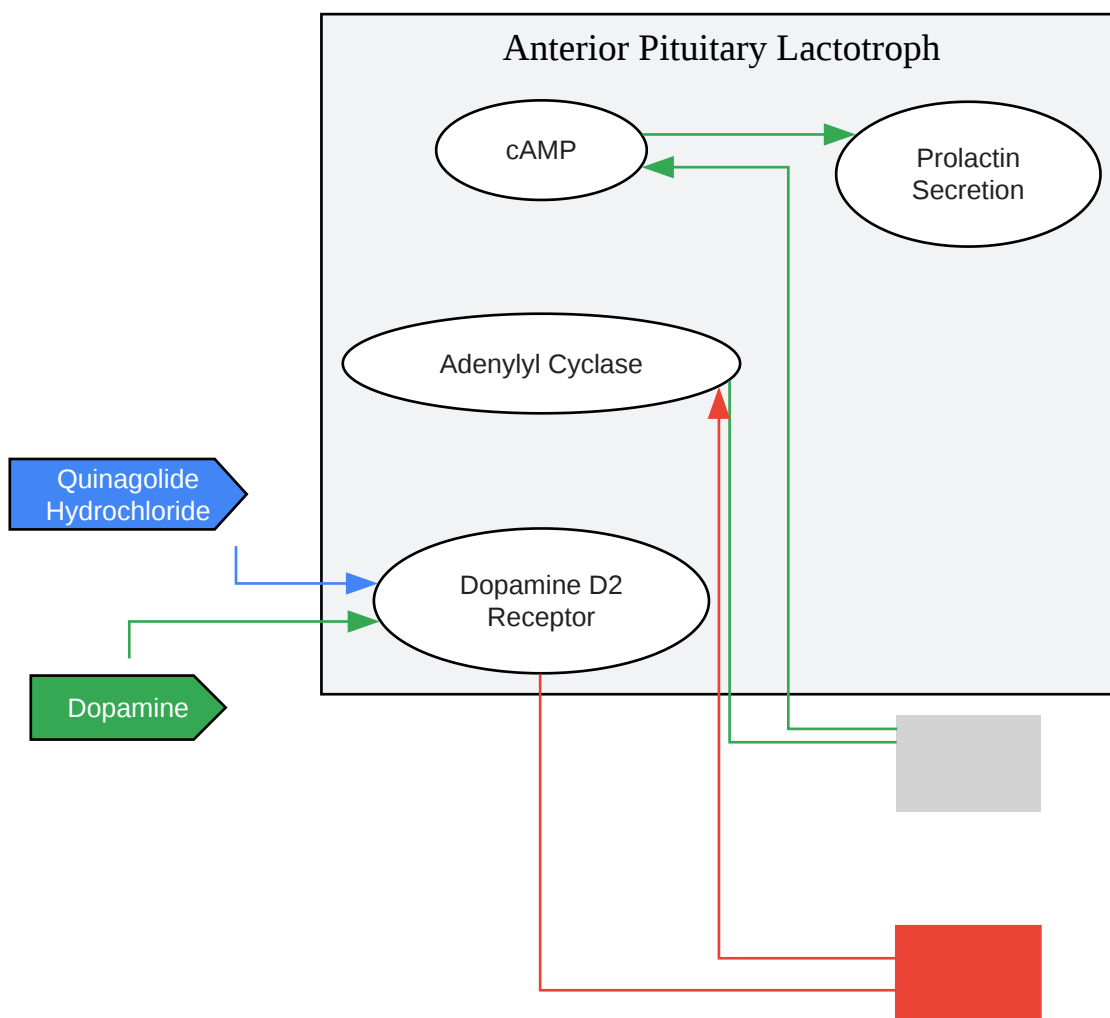 Anterior Pituitary Lactotroph
cAMP
Prolactin
Secretion
Adenylyl Cyclase
Quinagolide
Hydrochloride
Dopamine D2
Receptor
Dopamine